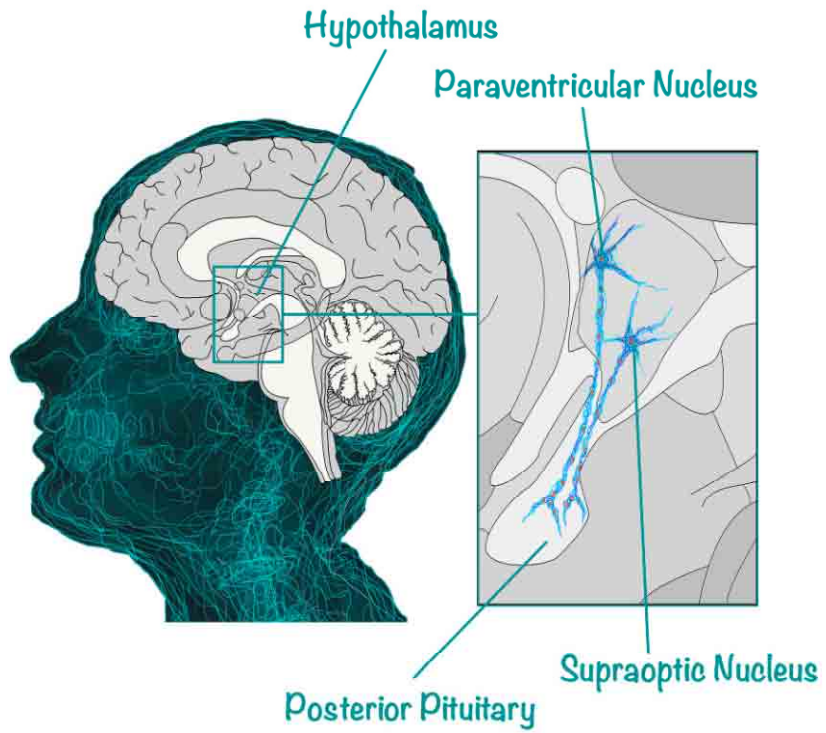 Hypothalamus
Paraventricular Nucleus
Supraoptic Nucleus
Posterior Pituitary